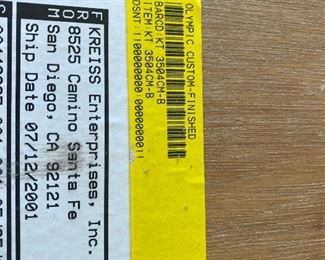 FROM
KREISS Enterprises, Inc.
8525 Camino Santa Fe
San Diego, CA 92121
Ship Date 07/12/2001
OLYMPIC CUSTOM-FINISHED
BARCD:KT 3504CM-B
ITEM:KT 3504CM-B